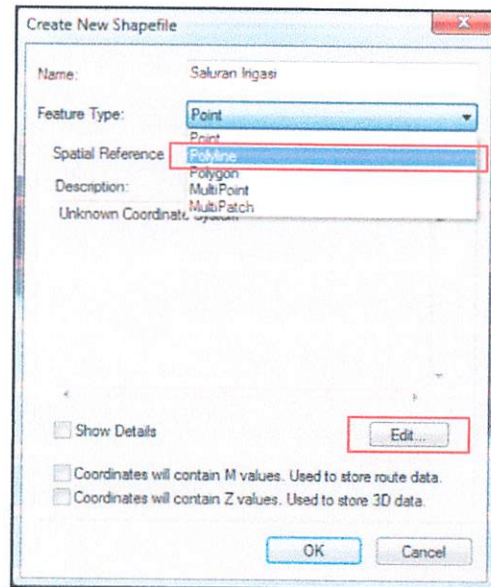 Create New Shapefile
Name: Saluran Irigasi
Feature Type: Point
Point
Spatial Reference Polyline
Polygon
Description: MultiPoint
Unknown Coordinate System MultiPatch
Show Details Edit...
Coordinates will contain M values. Used to store route data.
Coordinates will contain Z values. Used to store 3D data.
OK Cancel